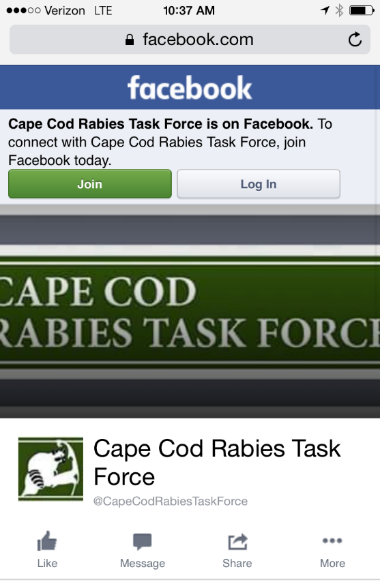 Verizon LTE 10:37 AM
facebook.com
facebook
Cape Cod Rabies Task Force is on Facebook. To
connect with Cape Cod Rabies Task Force, join
Facebook today.
Join Log In
CAPE COD
RABIES TASK FORCE
Cape Cod Rabies Task
Force
@CapeCodRabiesTaskForce
Like Message Share More